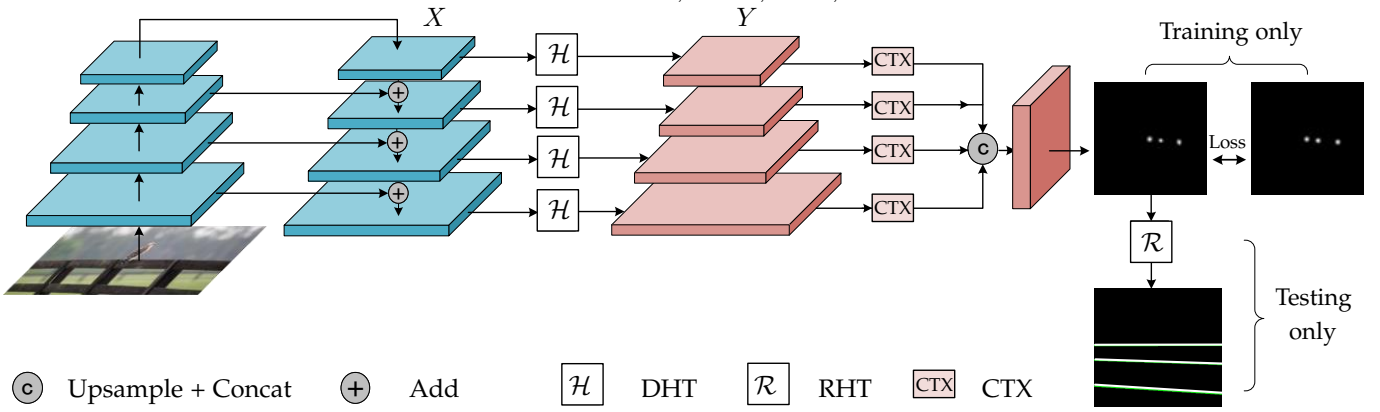 X
Y
Training only
H
CTX
H
CTX
+
H
CTX
+
c
Loss
H
CTX
+
R
Testing
only
c Upsample + Concat
+ Add
H DHT
R RHT
CTX CTX